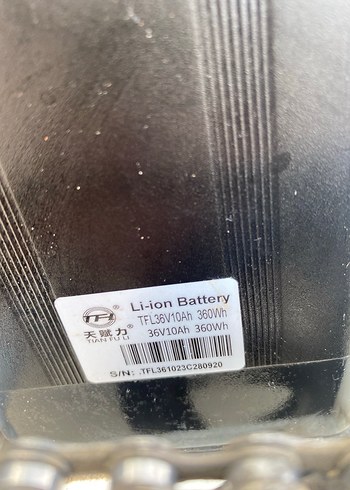 Li-ion Battery
TFL36V10Ah 360Wh
36V10Ah 360Wh
TFL ®
天赋力®
TIAN FU LI
S/N: TFL361023C280920